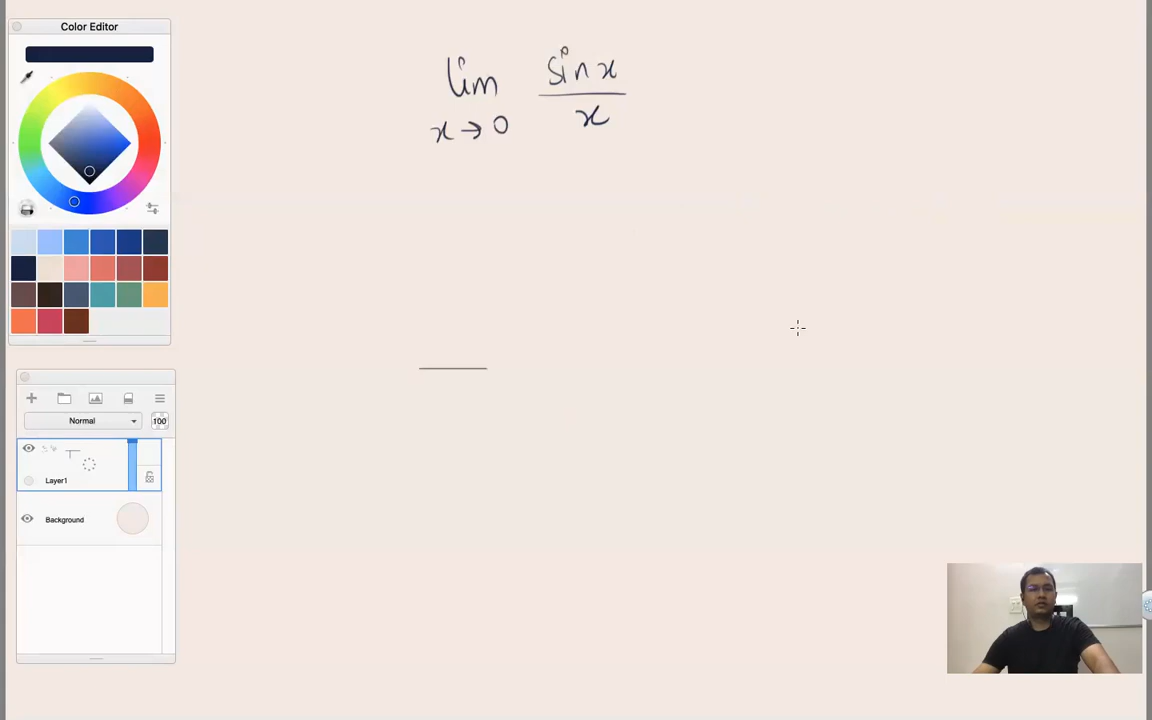 Color Editor
lim sin x / x
x → 0
Normal 100
Layer1
Background